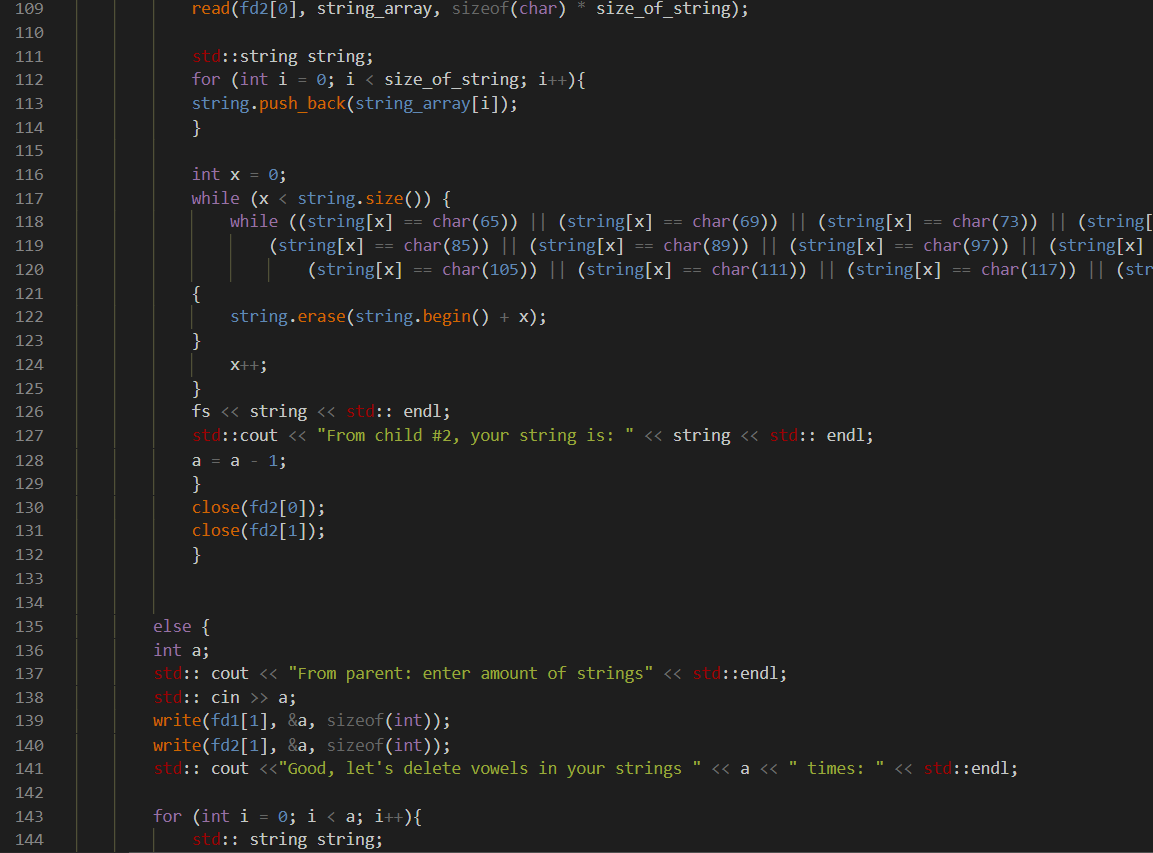 109 read(fd2[0], string_array, sizeof(char) * size_of_string);
110
111 std::string string;
112 for (int i = 0; i < size_of_string; i++){
113 string.push_back(string_array[i]);
114 }
115
116 int x = 0;
117 while (x < string.size()) {
118 while ((string[x] == char(65)) || (string[x] == char(69)) || (string[x] == char(73)) || (string[
119 (string[x] == char(85)) || (string[x] == char(89)) || (string[x] == char(97)) || (string[x]
120 (string[x] == char(105)) || (string[x] == char(111)) || (string[x] == char(117)) || (str
121 {
122 string.erase(string.begin() + x);
123 }
124 x++;
125 }
126 fs << string << std:: endl;
127 std::cout << "From child #2, your string is: " << string << std:: endl;
128 a = a - 1;
129 }
130 close(fd2[0]);
131 close(fd2[1]);
132 }
133
134
135 else {
136 int a;
137 std:: cout << "From parent: enter amount of strings" << std::endl;
138 std:: cin >> a;
139 write(fd1[1], &a, sizeof(int));
140 write(fd2[1], &a, sizeof(int));
141 std:: cout <<"Good, let's delete vowels in your strings " << a << " times: " << std::endl;
142
143 for (int i = 0; i < a; i++){
144 std:: string string;